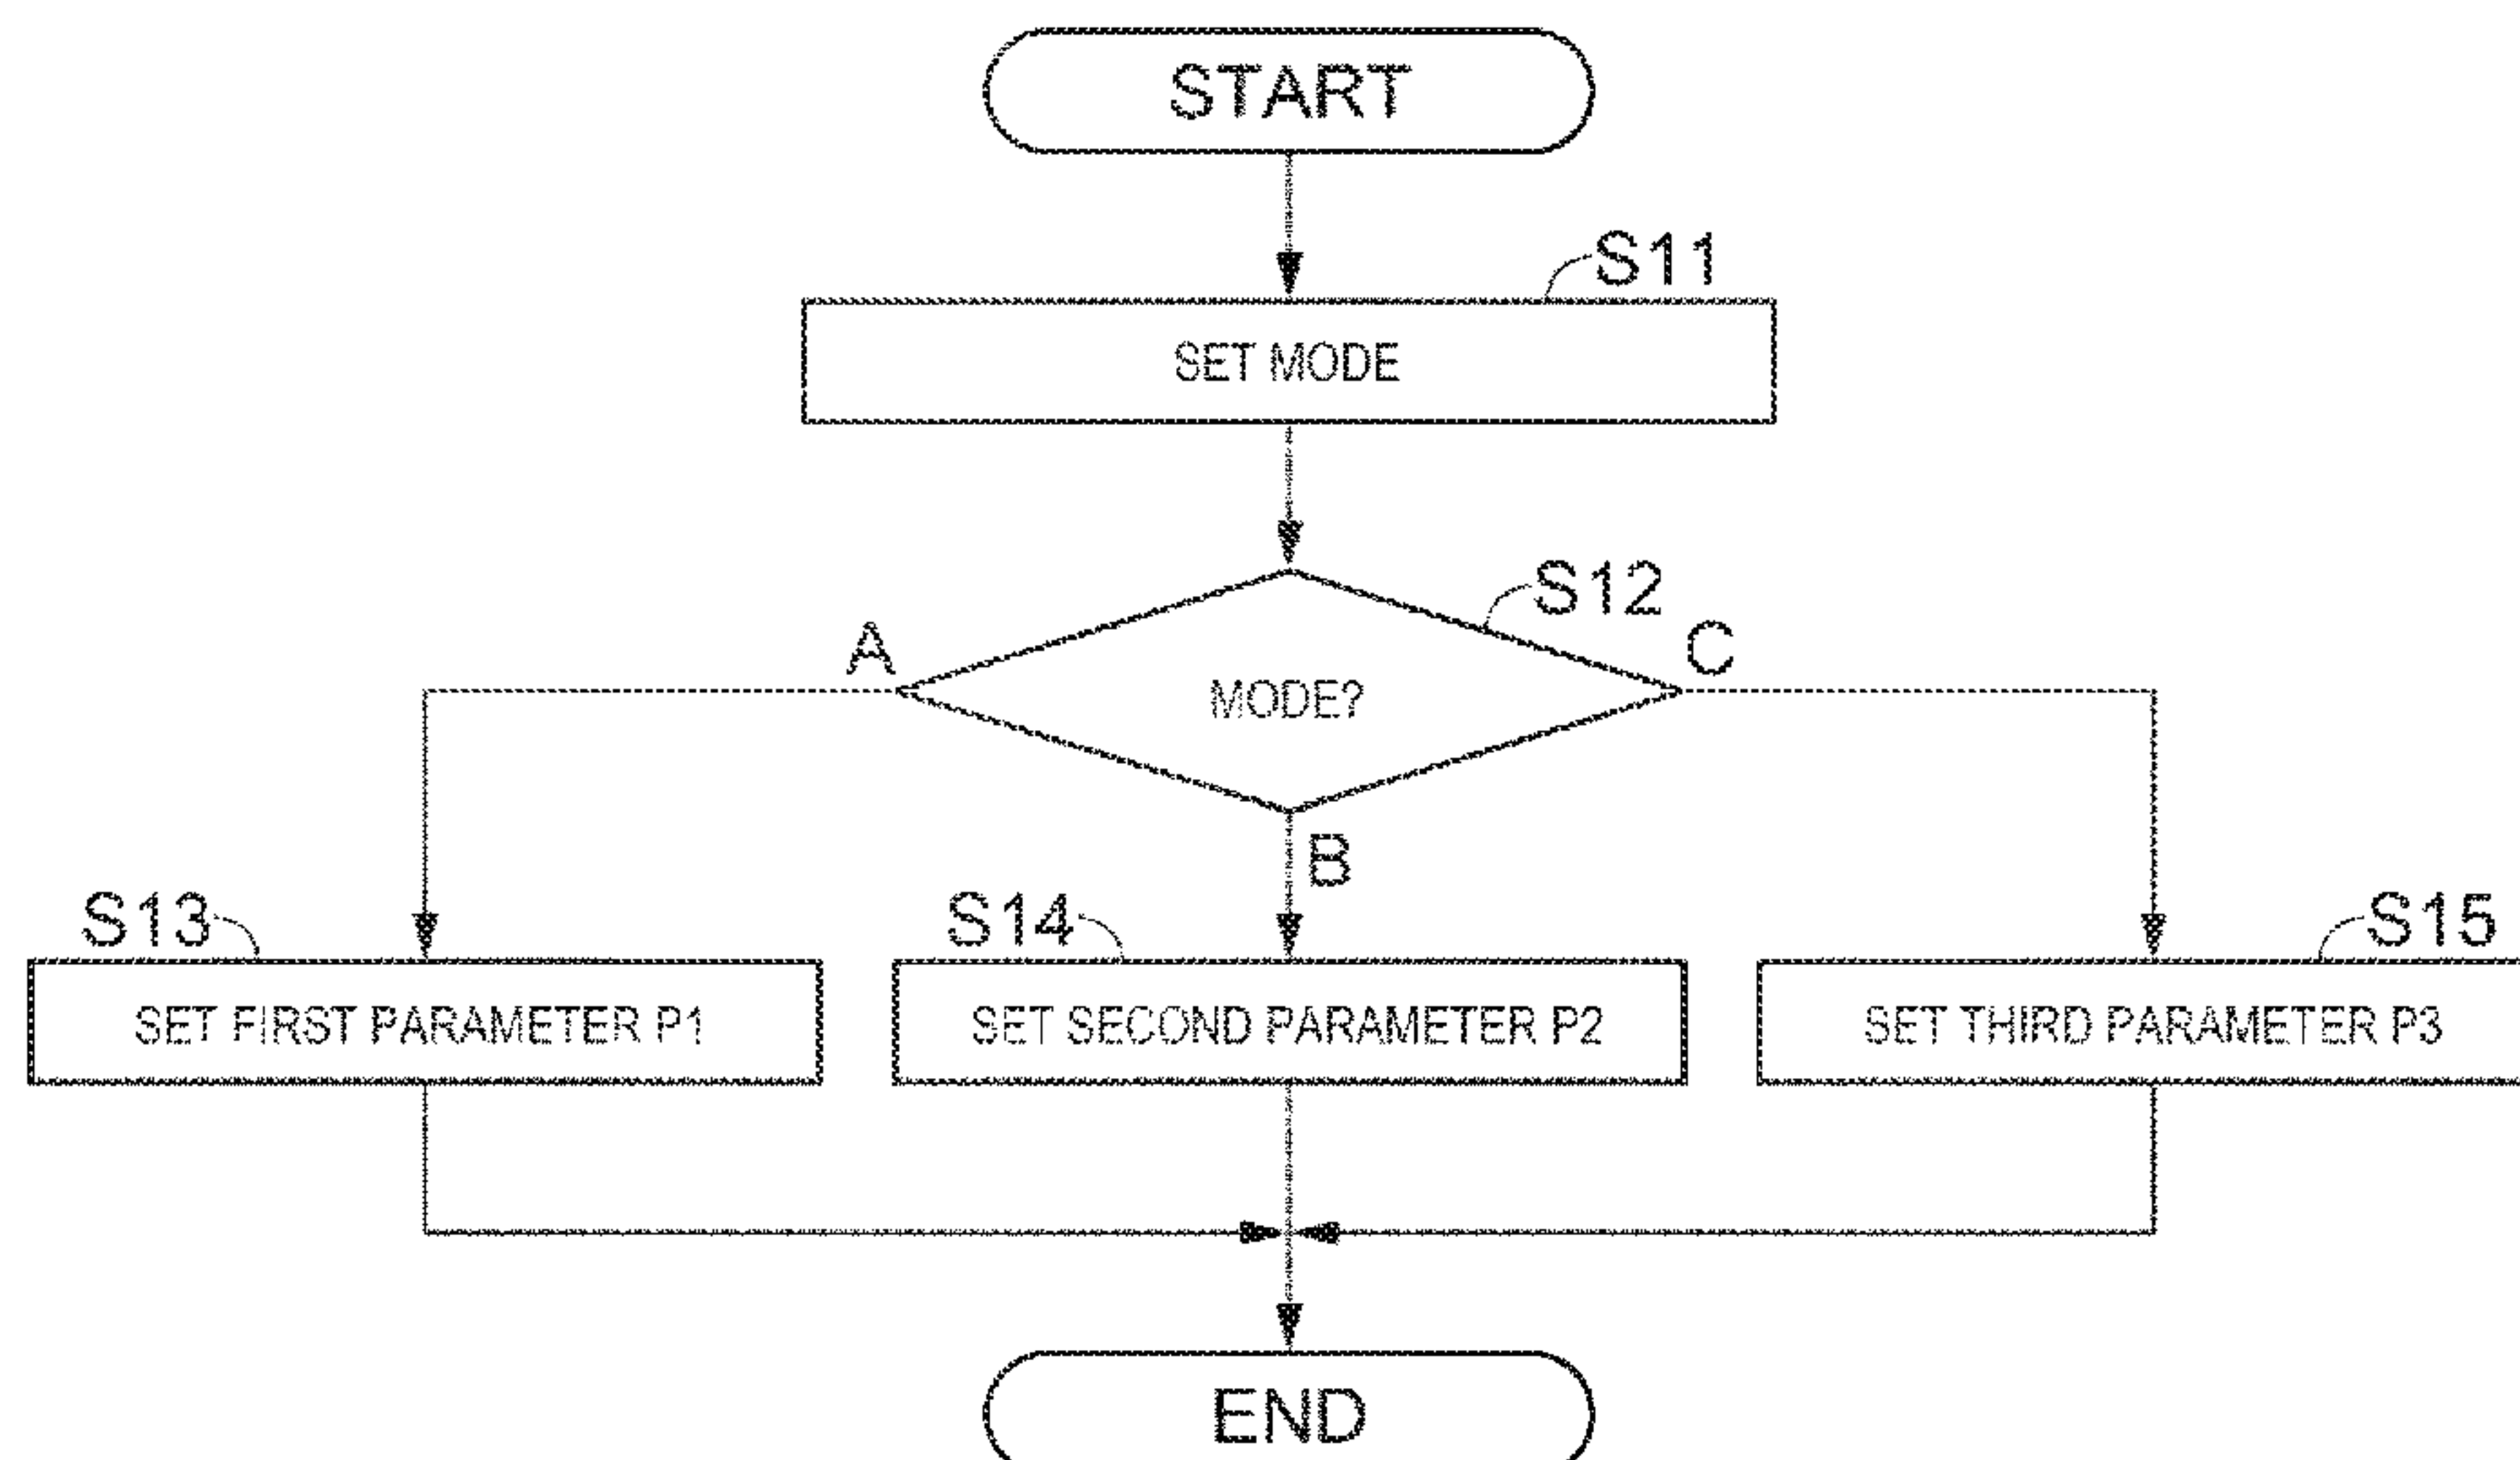 START
S11
SET MODE
S12
A
C
MODE?
B
S13
S14
S15
SET FIRST PARAMETER P1
SET SECOND PARAMETER P2
SET THIRD PARAMETER P3
END